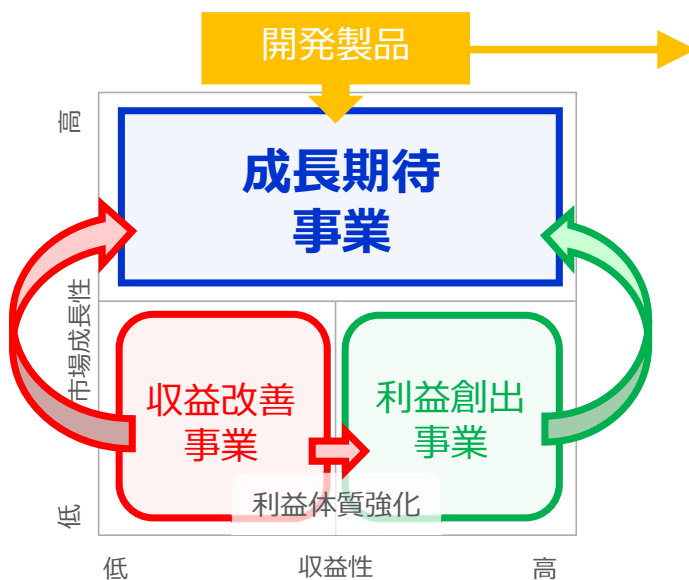 開発製品
高
成長期待
事業
市場成長性
収益改善
事業
利益創出
事業
利益体質強化
低
低
収益性
高